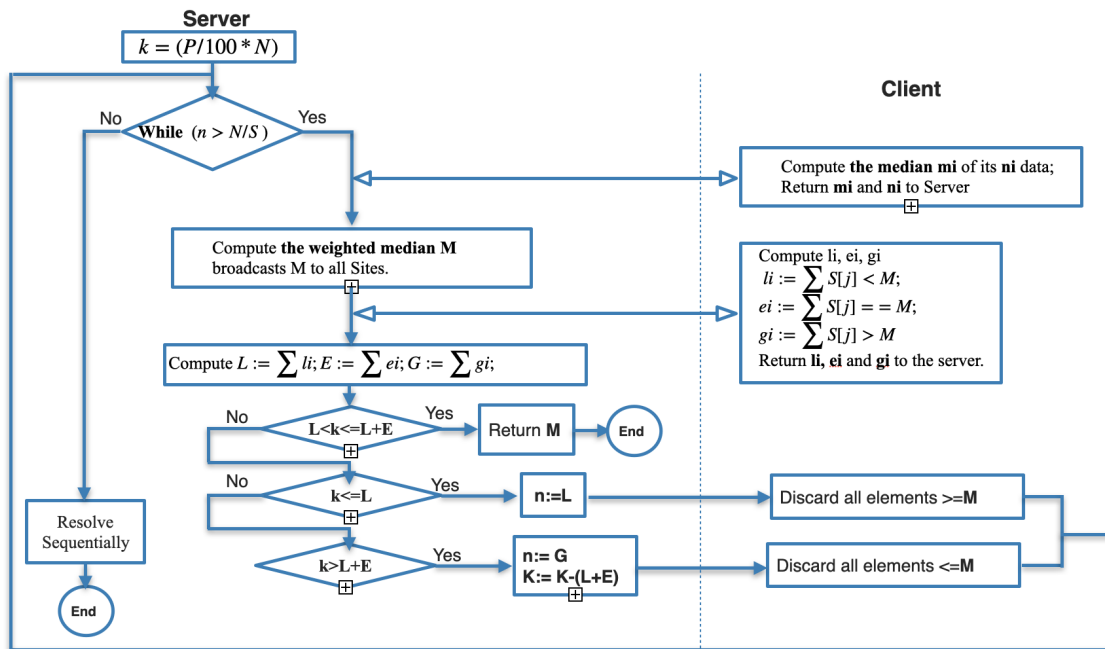 Server
k = (P/100 * N)
Client
No
While (n > N/S )
Yes
Compute the median mi of its ni data;
Return mi and ni to Server
Compute the weighted median M
broadcasts M to all Sites.
Compute li, ei, gi
li := ∑ S[j] < M;
ei := ∑ S[j] = = M;
gi := ∑ S[j] > M
Return li, ei and gi to the server.
Compute L := ∑ li; E := ∑ ei; G := ∑ gi;
No
L<k<=L+E
Yes
Return M
End
No
k<=L
Yes
n:=L
Discard all elements >=M
Resolve
Sequentially
End
k>L+E
Yes
n:= G
K:= K-(L+E)
Discard all elements <=M